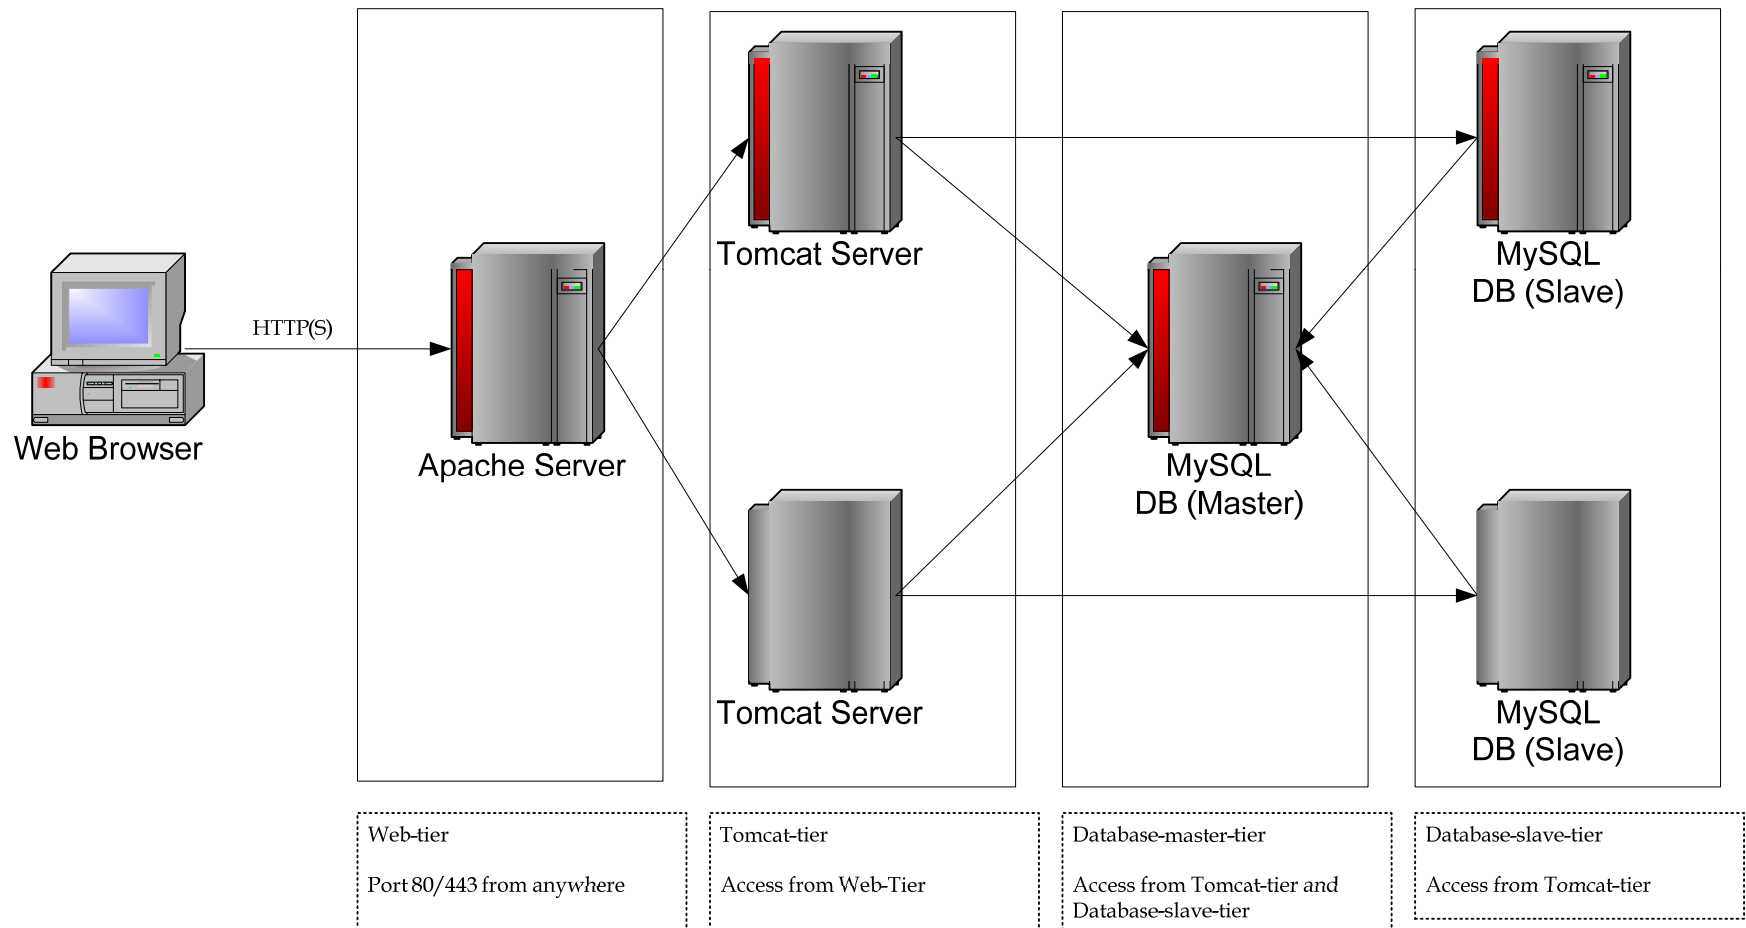 HTTP(S)
Web Browser
Apache Server
Tomcat Server
Tomcat Server
MySQL
DB (Master)
MySQL
DB (Slave)
MySQL
DB (Slave)
Web-tier
Port 80/443 from anywhere
Tomcat-tier
Access from Web-Tier
Database-master-tier
Access from Tomcat-tier and
Database-slave-tier
Database-slave-tier
Access from Tomcat-tier